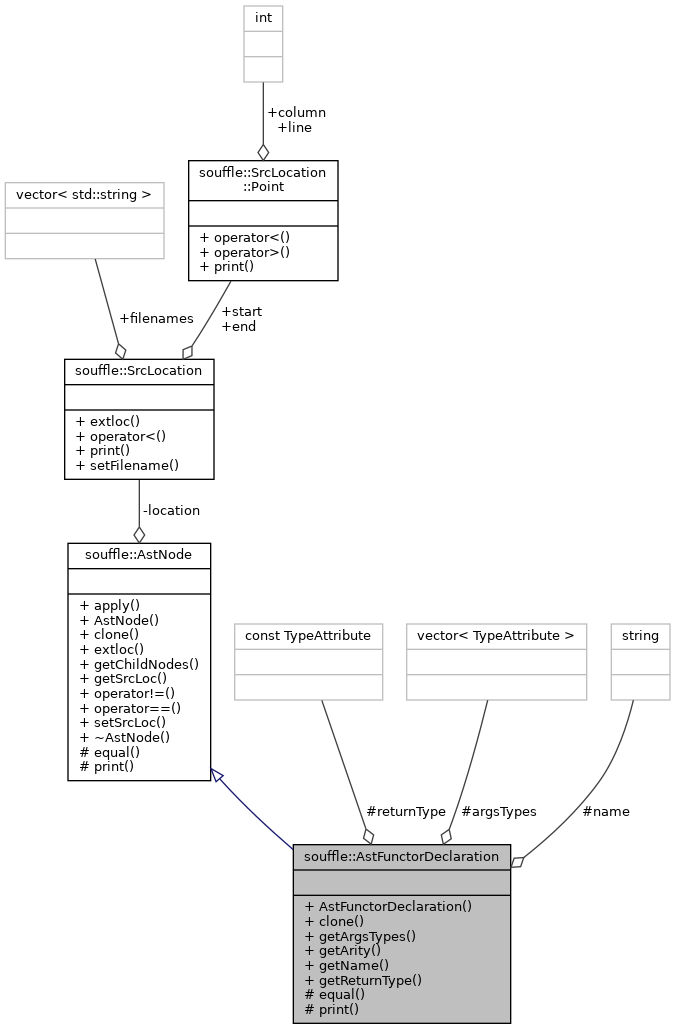 int
+column
+line
souffle::SrcLocation
::Point
+ operator<()
+ operator>()
+ print()
vector< std::string >
+filenames
+start
+end
souffle::SrcLocation
+ extloc()
+ operator<()
+ print()
+ setFilename()
-location
souffle::AstNode
+ apply()
+ AstNode()
+ clone()
+ extloc()
+ getChildNodes()
+ getSrcLoc()
+ operator!=()
+ operator==()
+ setSrcLoc()
+ ~AstNode()
# equal()
# print()
const TypeAttribute
vector< TypeAttribute >
string
#returnType
#argsTypes
#name
souffle::AstFunctorDeclaration
+ AstFunctorDeclaration()
+ clone()
+ getArgsTypes()
+ getArity()
+ getName()
+ getReturnType()
# equal()
# print()